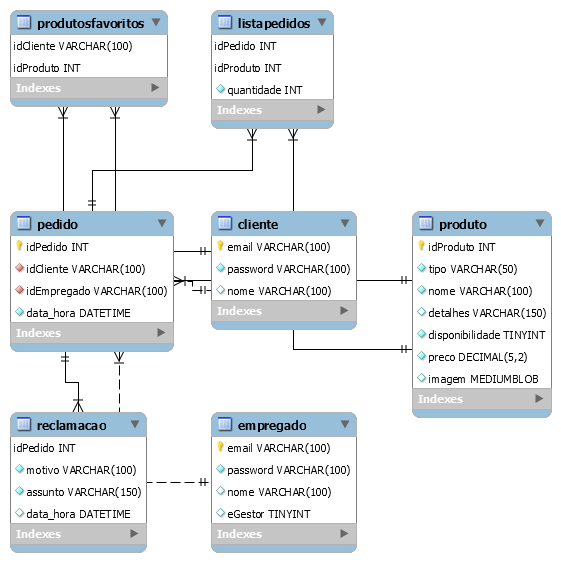 produtosfavoritos
idCliente VARCHAR(100)
idProduto INT
Indexes
listapedidos
idPedido INT
idProduto INT
quantidade INT
Indexes
pedido
idPedido INT
idCliente VARCHAR(100)
idEmpregado VARCHAR(100)
data_hora DATETIME
Indexes
cliente
email VARCHAR(100)
password VARCHAR(100)
nome VARCHAR(100)
Indexes
produto
idProduto INT
tipo VARCHAR(50)
nome VARCHAR(100)
detalhes VARCHAR(150)
disponibilidade TINYINT
preco DECIMAL(5,2)
imagem MEDIUMBLOB
Indexes
reclamacao
idPedido INT
motivo VARCHAR(100)
assunto VARCHAR(150)
data_hora DATETIME
Indexes
empregado
email VARCHAR(100)
password VARCHAR(100)
nome VARCHAR(100)
eGestor TINYINT
Indexes